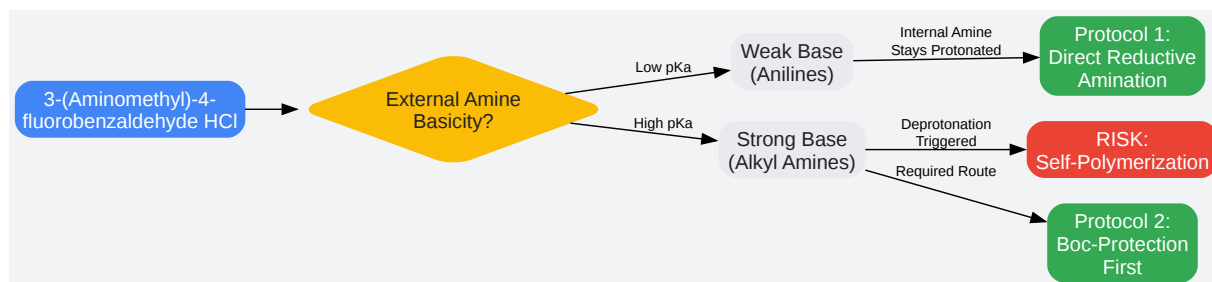 3-(Aminomethyl)-4-
fluorobenzaldehyde HCl
External Amine
Basicity?
Low pKa
High pKa
Weak Base
(Anilines)
Strong Base
(Alkyl Amines)
Internal Amine
Stays Protonated
Deprotonation
Triggered
Required Route
Protocol 1:
Direct Reductive
Amination
RISK:
Self-Polymerization
Protocol 2:
Boc-Protection
First